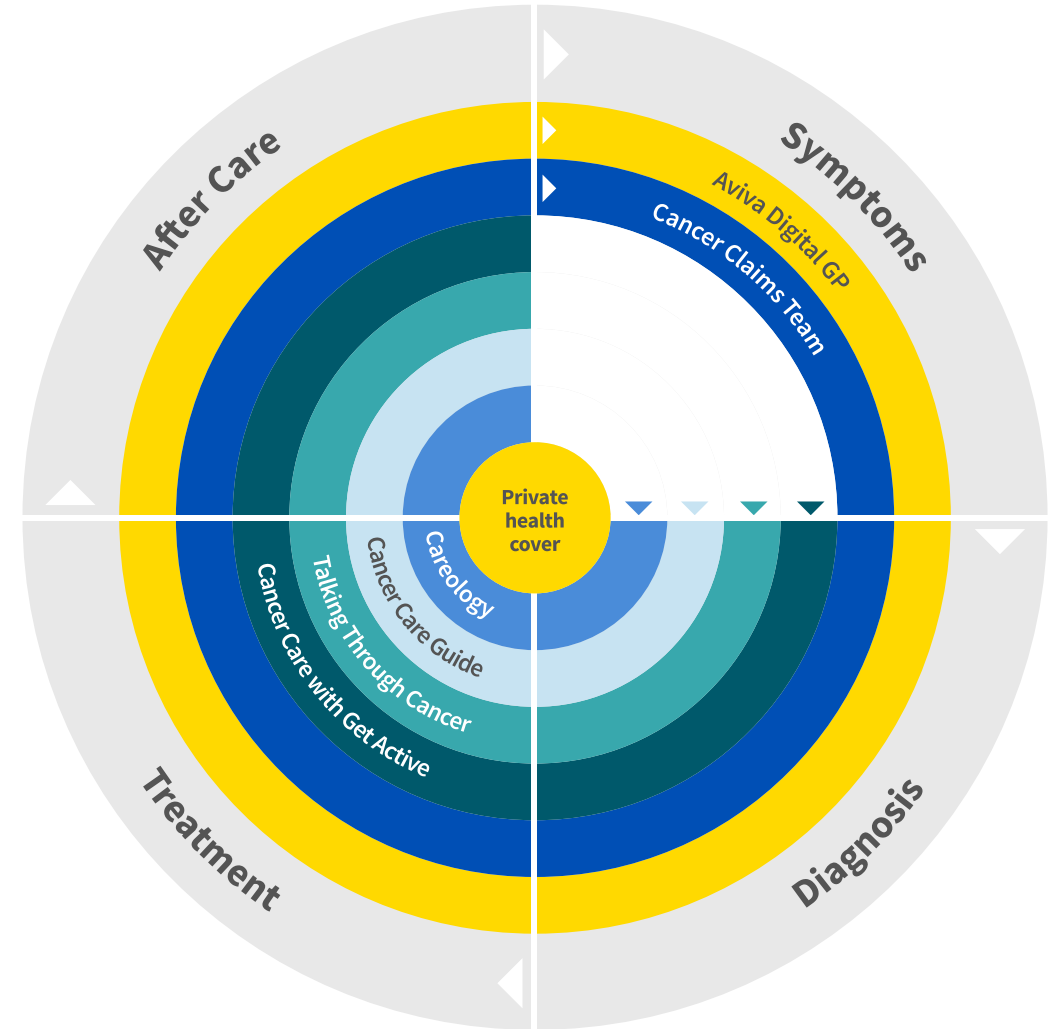 After Care
Symptoms
Aviva Digital GP
Cancer Claims Team
Private
health
cover
Careology
Cancer Care Guide
Talking Through Cancer
Cancer Care with Get Active
Treatment
Diagnosis